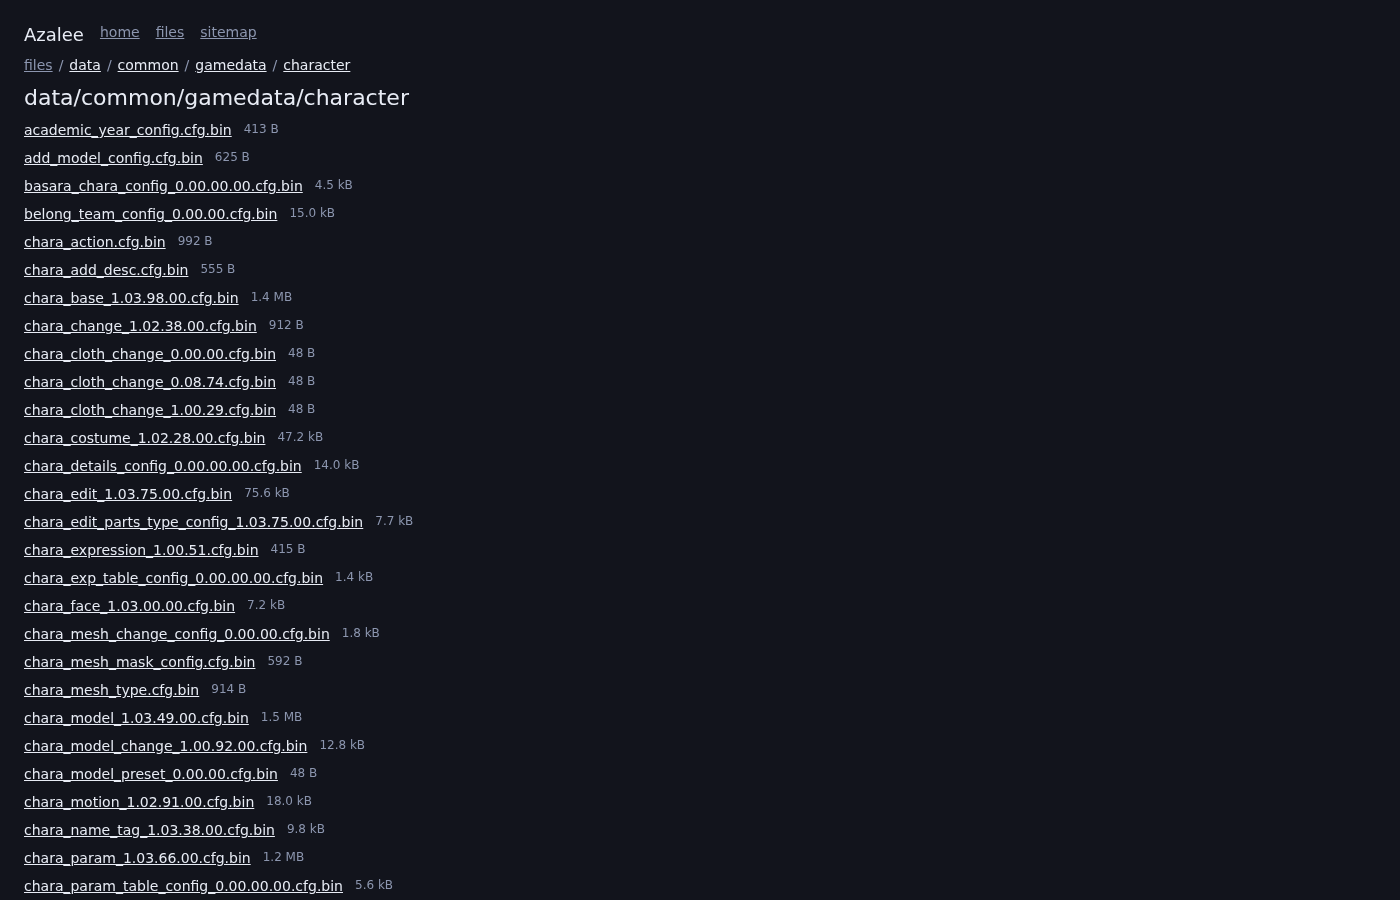 Azalee home files sitemap
files / data / common / gamedata / character
data/common/gamedata/character
academic_year_config.cfg.bin 413 B
add_model_config.cfg.bin 625 B
basara_chara_config_0.00.00.00.cfg.bin 4.5 kB
belong_team_config_0.00.00.cfg.bin 15.0 kB
chara_action.cfg.bin 992 B
chara_add_desc.cfg.bin 555 B
chara_base_1.03.98.00.cfg.bin 1.4 MB
chara_change_1.02.38.00.cfg.bin 912 B
chara_cloth_change_0.00.00.cfg.bin 48 B
chara_cloth_change_0.08.74.cfg.bin 48 B
chara_cloth_change_1.00.29.cfg.bin 48 B
chara_costume_1.02.28.00.cfg.bin 47.2 kB
chara_details_config_0.00.00.00.cfg.bin 14.0 kB
chara_edit_1.03.75.00.cfg.bin 75.6 kB
chara_edit_parts_type_config_1.03.75.00.cfg.bin 7.7 kB
chara_expression_1.00.51.cfg.bin 415 B
chara_exp_table_config_0.00.00.00.cfg.bin 1.4 kB
chara_face_1.03.00.00.cfg.bin 7.2 kB
chara_mesh_change_config_0.00.00.cfg.bin 1.8 kB
chara_mesh_mask_config.cfg.bin 592 B
chara_mesh_type.cfg.bin 914 B
chara_model_1.03.49.00.cfg.bin 1.5 MB
chara_model_change_1.00.92.00.cfg.bin 12.8 kB
chara_model_preset_0.00.00.cfg.bin 48 B
chara_motion_1.02.91.00.cfg.bin 18.0 kB
chara_name_tag_1.03.38.00.cfg.bin 9.8 kB
chara_param_1.03.66.00.cfg.bin 1.2 MB
chara_param_table_config_0.00.00.00.cfg.bin 5.6 kB